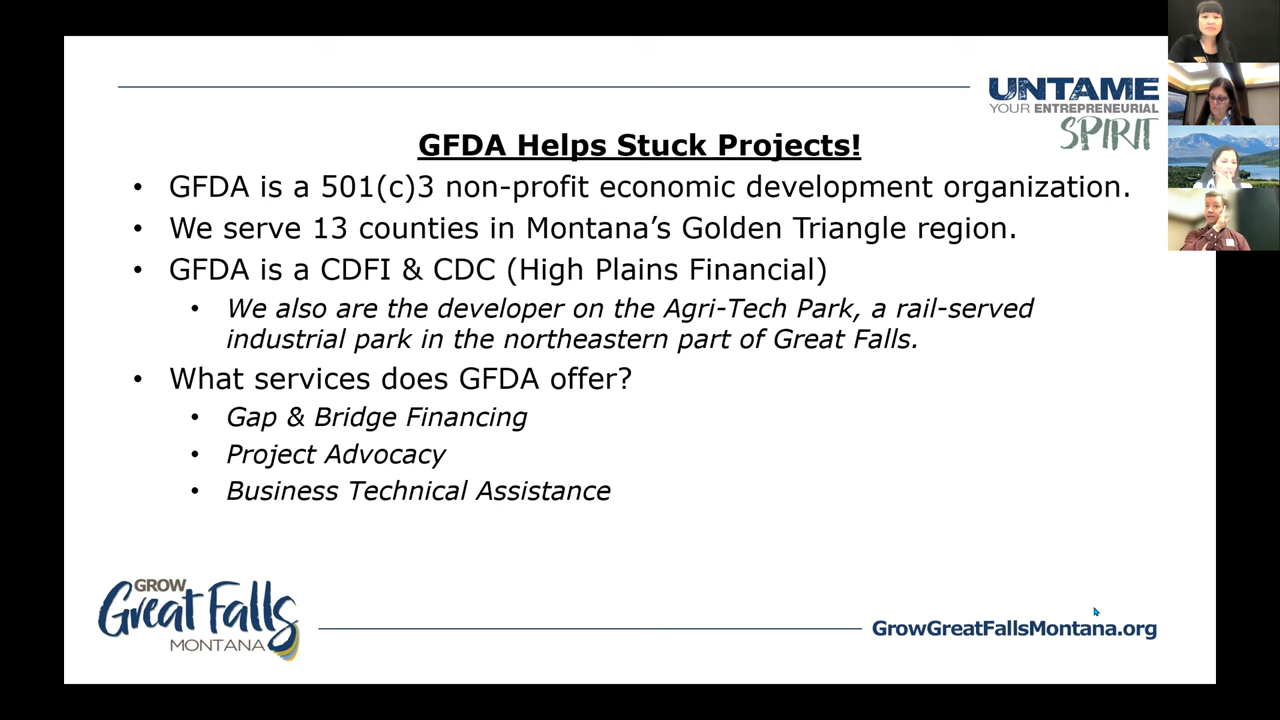 UNTAME
YOUR ENTREPRENEURIAL
SPIRIT
GFDA Helps Stuck Projects!
• GFDA is a 501(c)3 non-profit economic development organization.
• We serve 13 counties in Montana’s Golden Triangle region.
• GFDA is a CDFI & CDC (High Plains Financial)
• We also are the developer on the Agri-Tech Park, a rail-served
industrial park in the northeastern part of Great Falls.
• What services does GFDA offer?
• Gap & Bridge Financing
• Project Advocacy
• Business Technical Assistance
GROW
Great Falls
MONTANA
GrowGreatFallsMontana.org